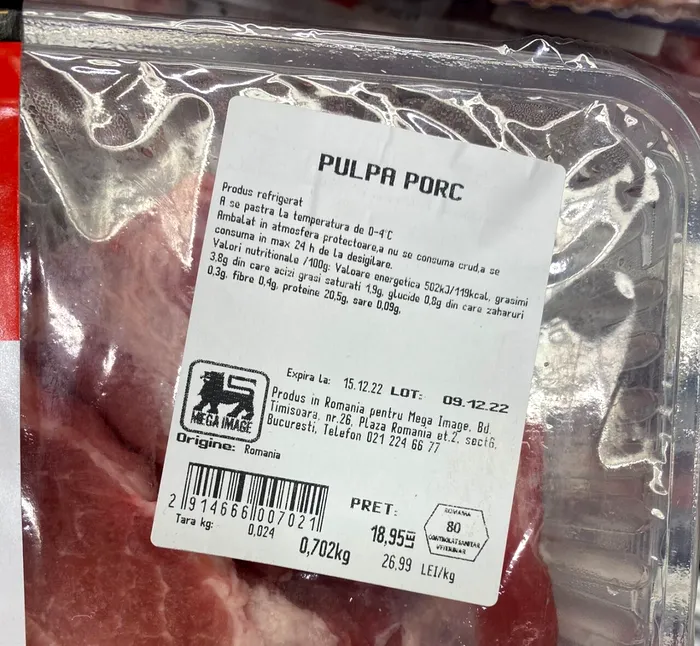 PULPA PORC
Produs refrigerat
A se pastra la temperatura de 0-4°C
Ambalat in atmosfera protectoare,a nu se consuma crud,a se
consuma in max 24 h de la desigilare.
Valori nutritionale /100g: Valoare energetica 502kJ/119kcal, grasimi
3,8g din care acizi grasi saturati 1,9g, glucide 0,8g din care zaharuri
0,3g, fibre 0,4g, proteine 20,5g, sare 0,09g,
Expira La: 15.12.22 LOT: 09.12.22
MEGA IMAGE
Produs in Romania pentru Mega Image, Bd.
Timisoara, nr.26, Plaza Romania et.2, sect6,
Bucuresti, Telefon 021 224 66 77
Origine: Romania
2 914666 007021
Tara kg: 0,024
0,702kg
PRET:
18,95 LEI
26,99 LEI/kg
ROMANIA
80
CONTROLAT SANITAR
VETERINAR